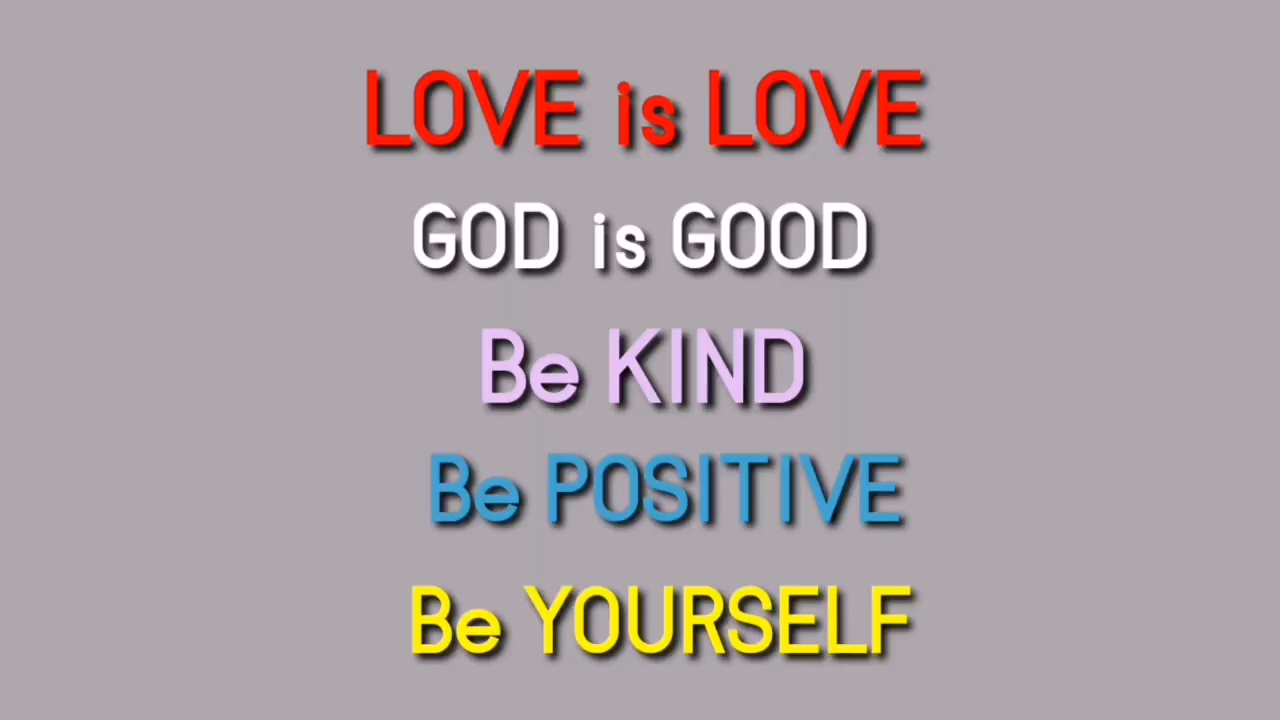 LOVE is LOVE
GOD is GOOD
Be KIND
Be POSITIVE
Be YOURSELF